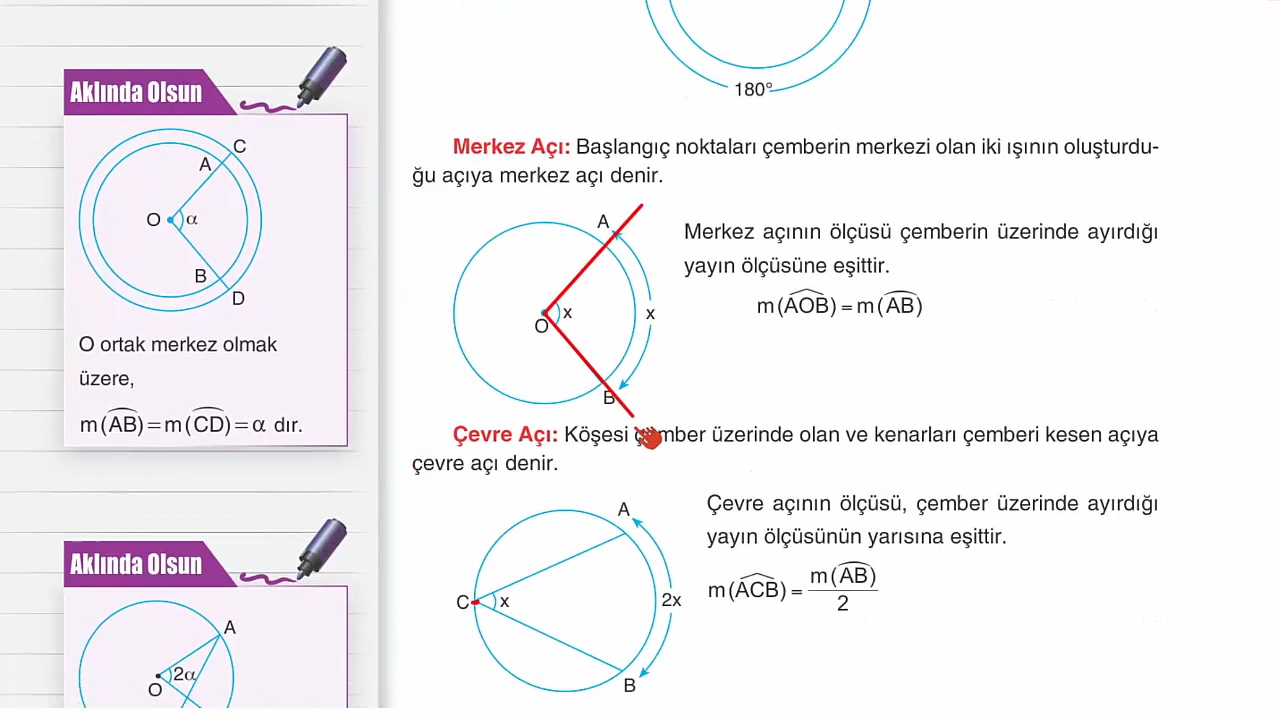 Aklında Olsun
C
A
O α
B
D
O ortak merkez olmak
üzere,
m(AB)=m(CD)=α dır.
Aklında Olsun
A
2α
O
180°
Merkez Açı: Başlangıç noktaları çemberin merkezi olan iki ışının oluşturdu-
ğu açıya merkez açı denir.
A
O x
x
B
Merkez açının ölçüsü çemberin üzerinde ayırdığı
yayın ölçüsüne eşittir.
m(AOB)=m(AB)
Çevre Açı: Köşesi çember üzerinde olan ve kenarları çemberi kesen açıya
çevre açı denir.
A
C x
2x
B
Çevre açının ölçüsü, çember üzerinde ayırdığı
yayın ölçüsünün yarısına eşittir.
m(ACB)= m(AB)
2